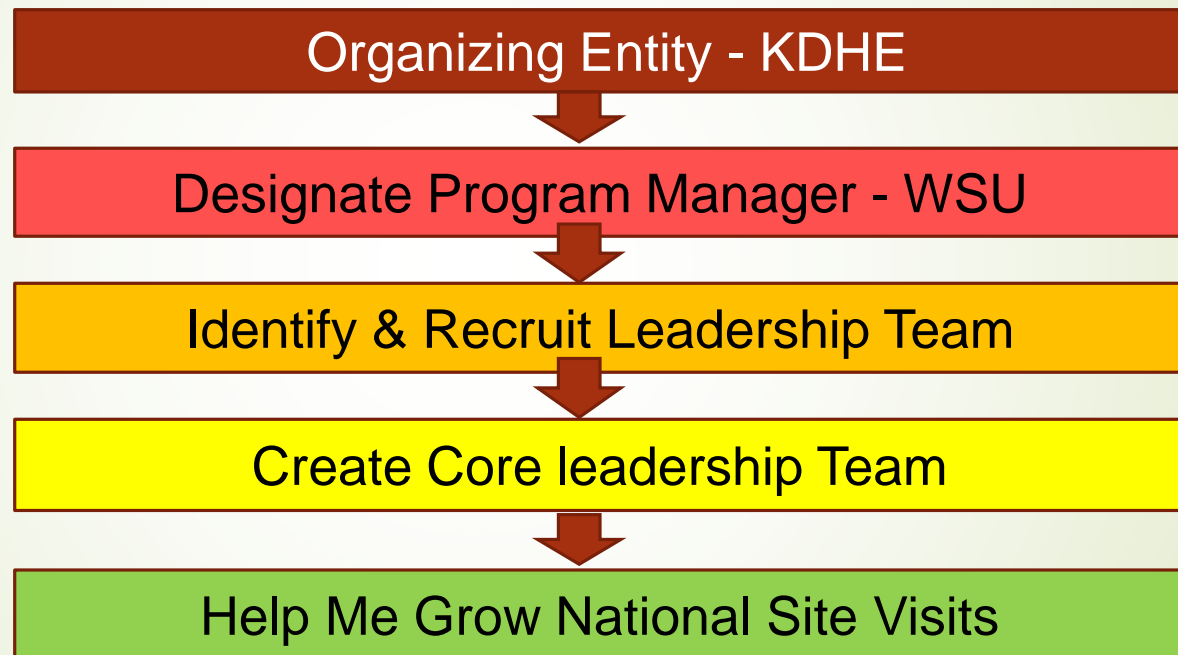 Organizing Entity - KDHE
Designate Program Manager - WSU
Identify & Recruit Leadership Team
Create Core leadership Team
Help Me Grow National Site Visits